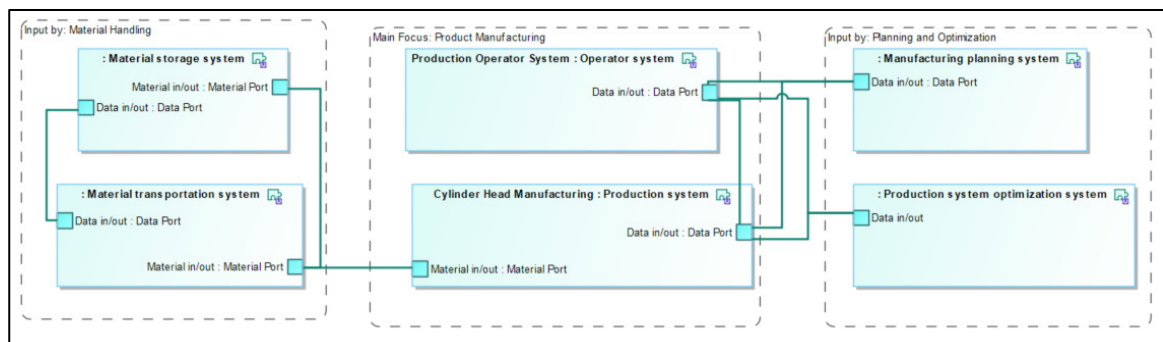 Input by: Material Handling
: Material storage system
Material in/out : Material Port
Data in/out : Data Port
: Material transportation system
Data in/out : Data Port
Material in/out : Material Port
Main Focus: Product Manufacturing
Production Operator System : Operator system
Data in/out : Data Port
Cylinder Head Manufacturing : Production system
Data in/out : Data Port
Material in/out : Material Port
Input by: Planning and Optimization
: Manufacturing planning system
Data in/out : Data Port
: Production system optimization system
Data in/out